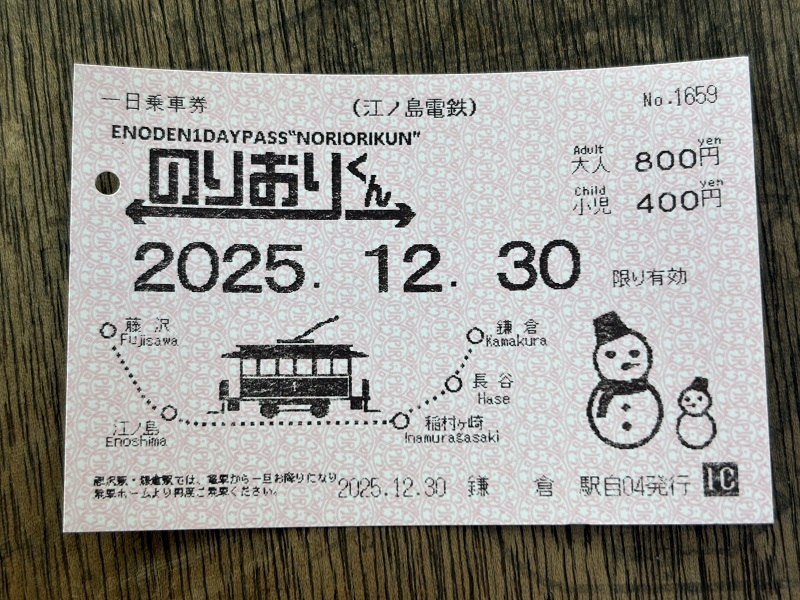 一日乗車券 (江ノ島電鉄) No.1659
ENODEN1DAYPASS"NORIORIKUN"
のりおりくん
Adult yen
大人 800円
Child yen
小児 400円
2025. 12. 30 限り有効
藤沢
Fujisawa
鎌倉
Kamakura
長谷
Hase
江ノ島
Enoshima
稲村ヶ崎
Inamuragasaki
藤沢駅・鎌倉駅では、電車から一旦お降りになり
乗車ホームより再度ご乗車ください。
2025.12.30 鎌 倉 駅自04発行 IC